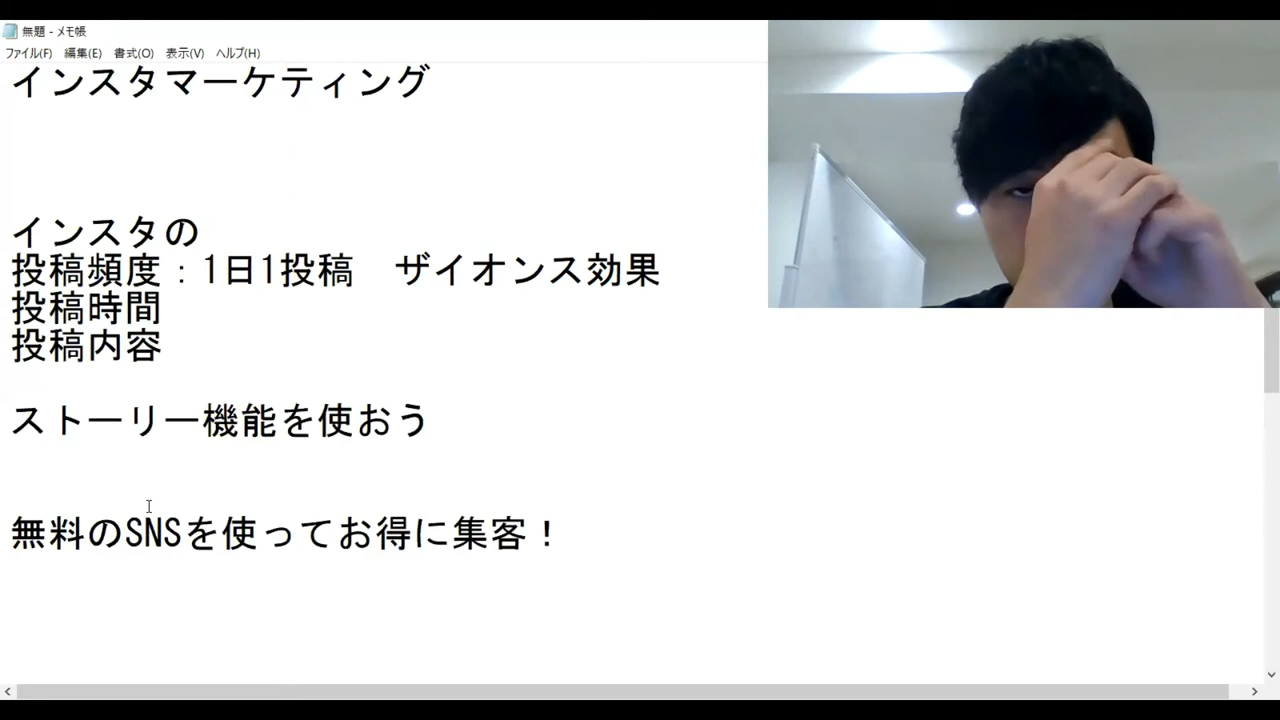 無題 - メモ帳
ファイル(F) 編集(E) 書式(O) 表示(V) ヘルプ(H)
インスタマーケティング
インスタの
投稿頻度：1日1投稿　ザイオンス効果
投稿時間
投稿内容
ストーリー機能を使おう
無料のSNSを使ってお得に集客！